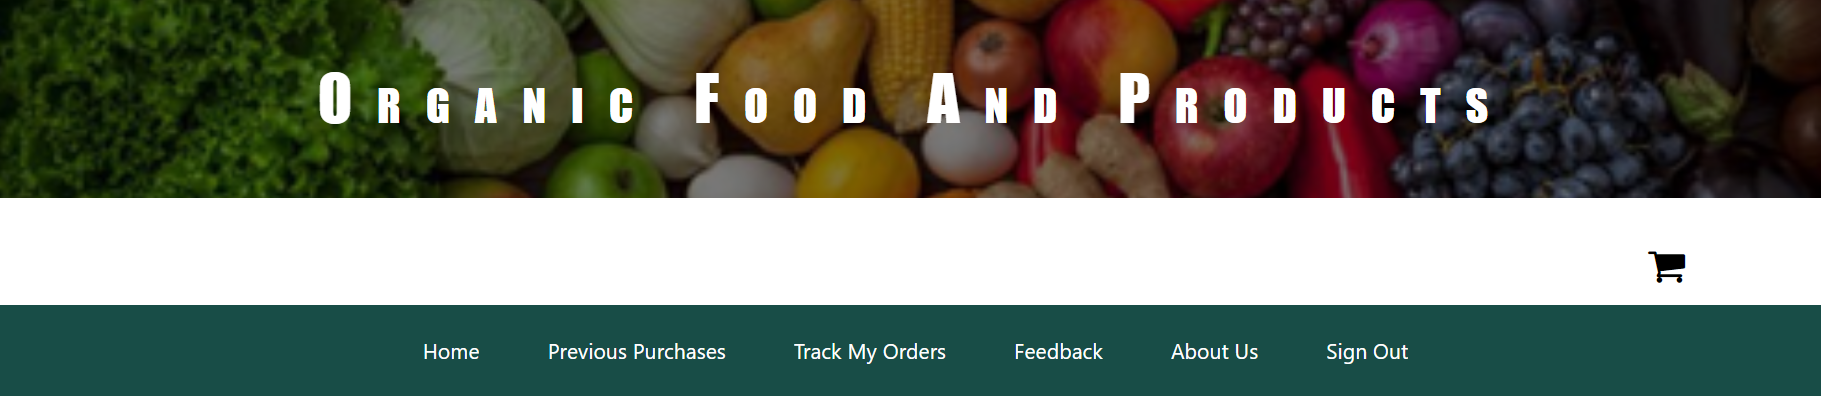 Organic Food And Products
Home Previous Purchases Track My Orders Feedback About Us Sign Out